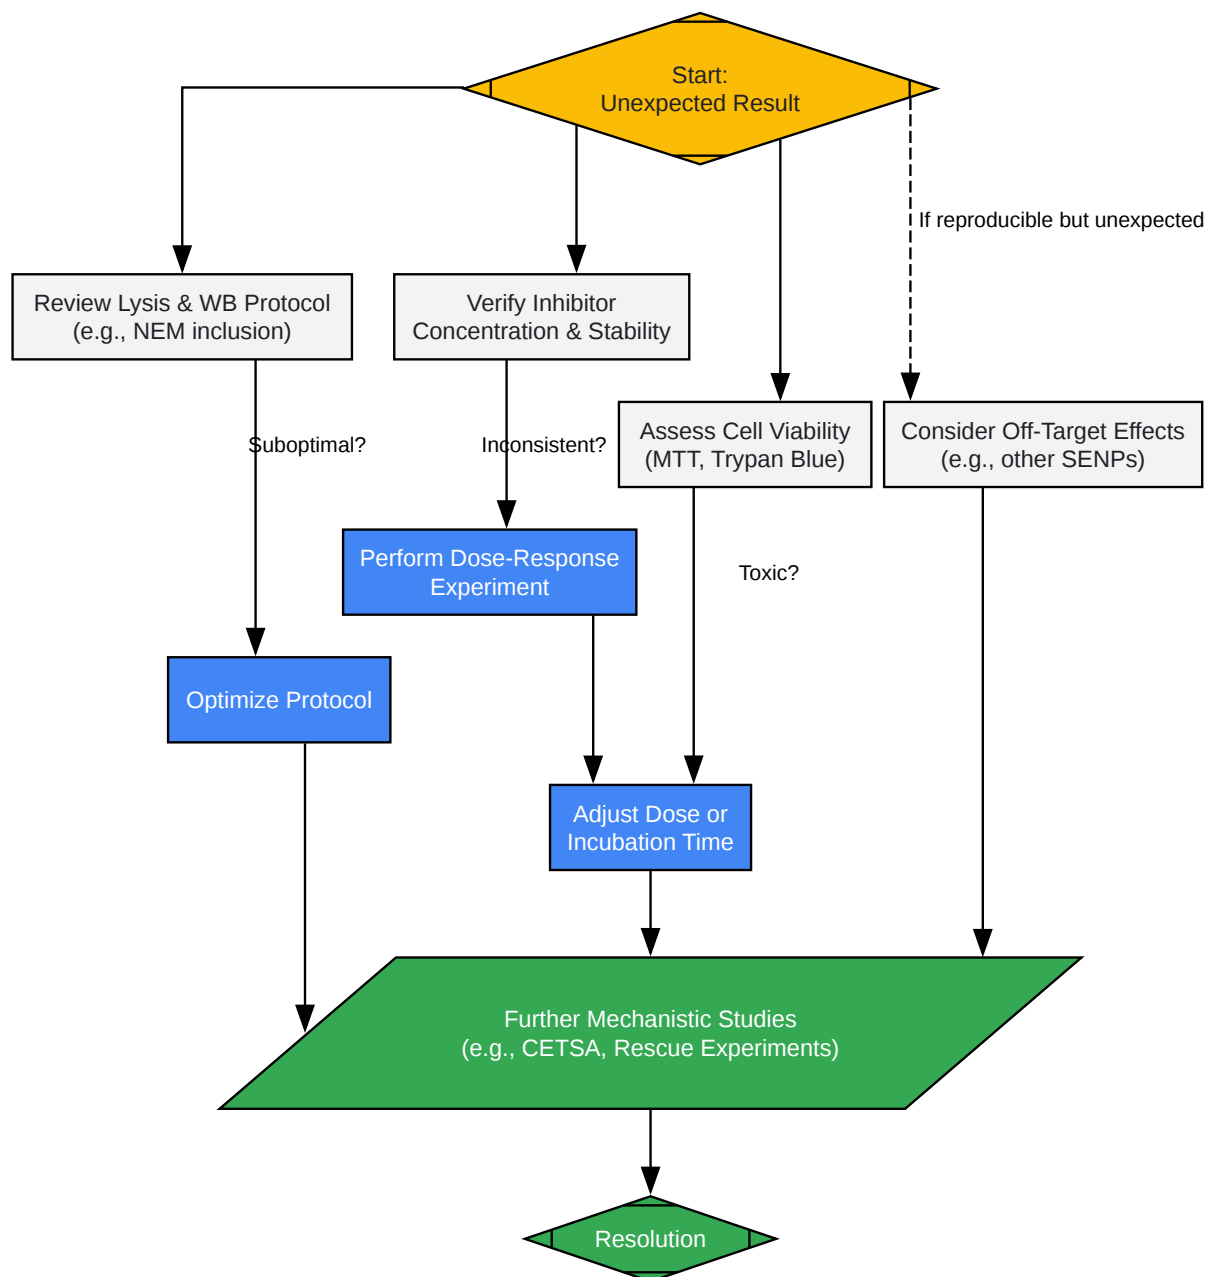 Start:
Unexpected Result
If reproducible but unexpected
Review Lysis & WB Protocol
(e.g., NEM inclusion)
Verify Inhibitor
Concentration & Stability
Assess Cell Viability
(MTT, Trypan Blue)
Consider Off-Target Effects
(e.g., other SENPs)
Suboptimal?
Inconsistent?
Perform Dose-Response
Experiment
Toxic?
Optimize Protocol
Adjust Dose or
Incubation Time
Further Mechanistic Studies
(e.g., CETSA, Rescue Experiments)
Resolution